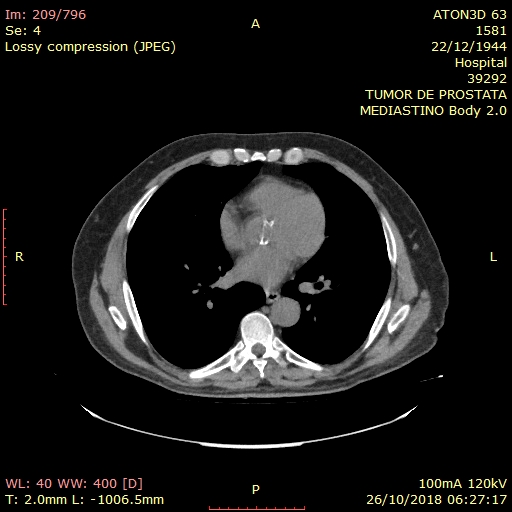 Im: 209/796
Se: 4
Lossy compression (JPEG)
A
ATON3D 63
1581
22/12/1944
Hospital
39292
TUMOR DE PROSTATA
MEDIASTINO Body 2.0
R
L
WL: 40 WW: 400 [D]
T: 2.0mm L: -1006.5mm
P
100mA 120kV
26/10/2018 06:27:17